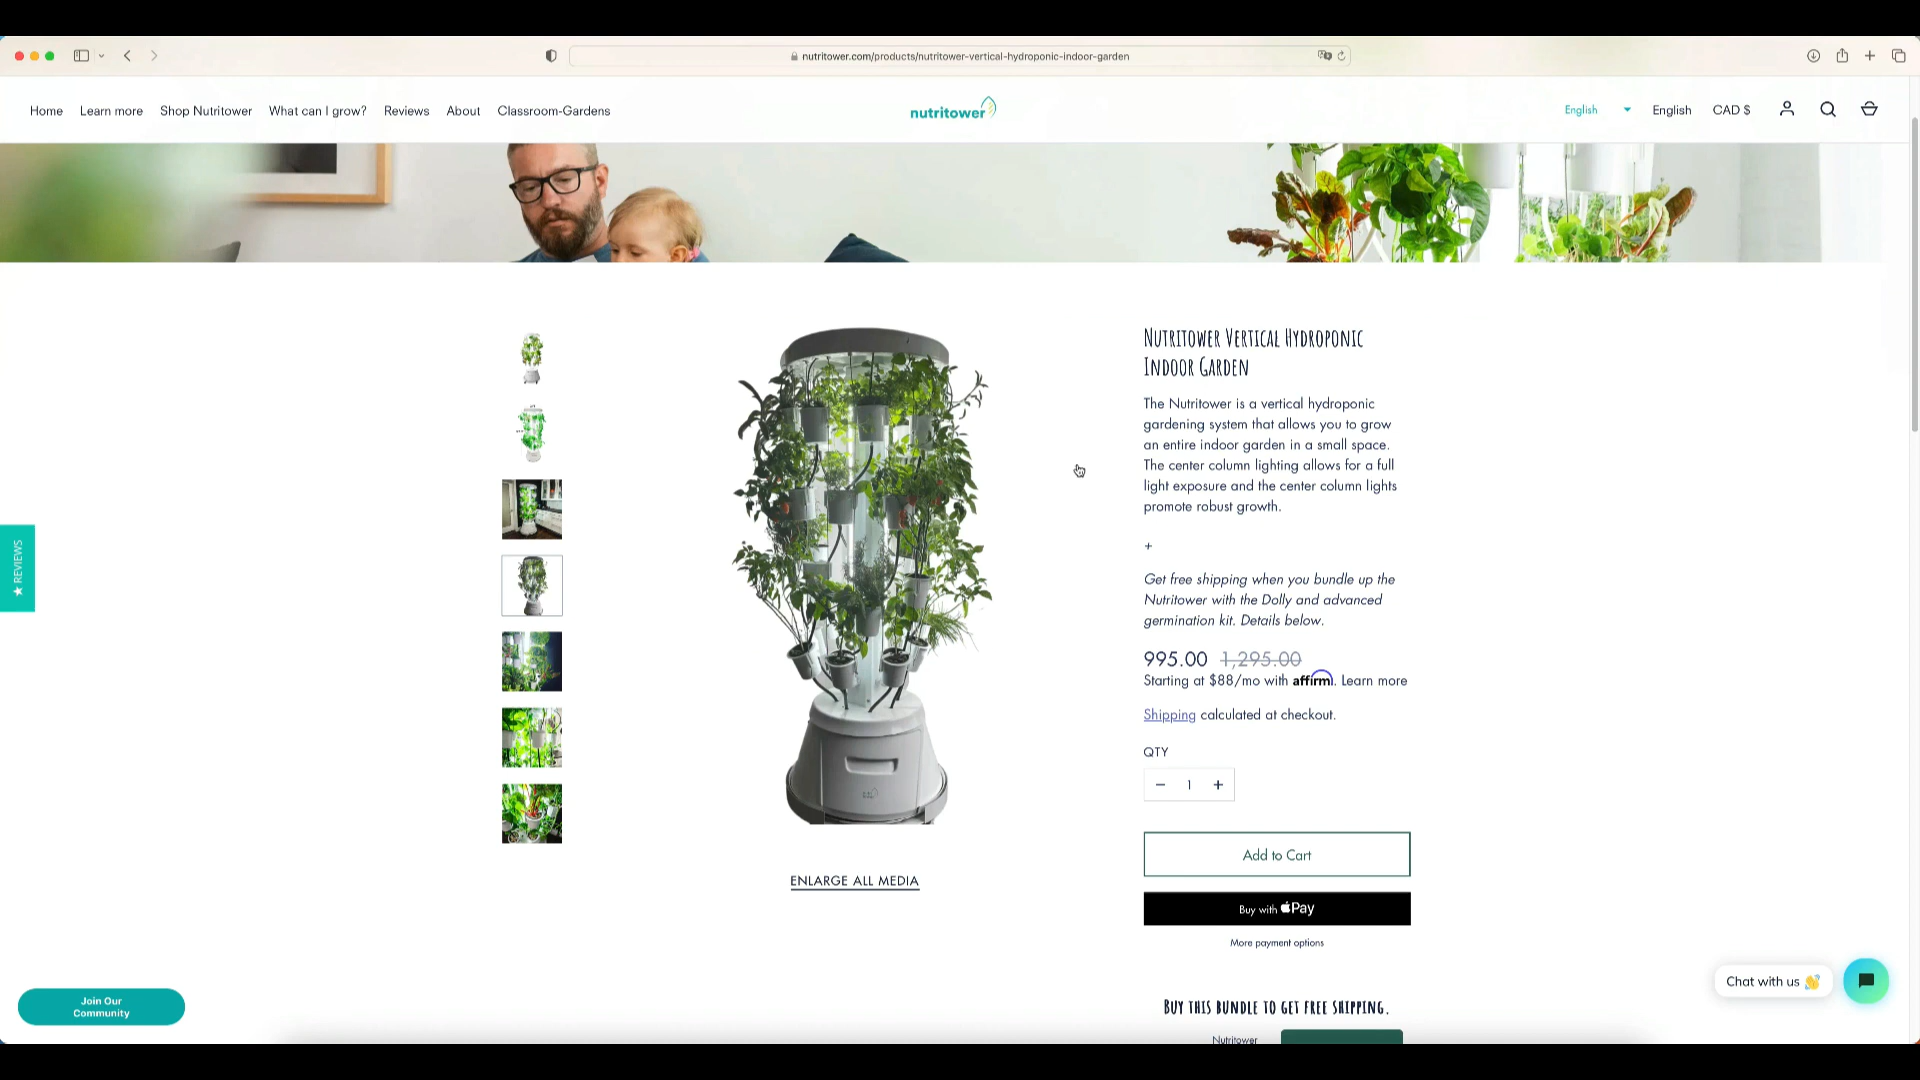 nutritower.com/products/nutritower-vertical-hydroponic-indoor-garden
Home Learn more Shop Nutritower What can I grow? Reviews About Classroom-Gardens
nutritower
English English CAD $
NUTRITOWER VERTICAL HYDROPONIC
INDOOR GARDEN
The Nutritower is a vertical hydroponic
gardening system that allows you to grow
an entire indoor garden in a small space.
The center column lighting allows for a full
light exposure and the center column lights
promote robust growth.
+
Get free shipping when you bundle up the
Nutritower with the Dolly and advanced
germination kit. Details below.
995.00 1,295.00
Starting at $88/mo with affirm. Learn more
Shipping calculated at checkout.
QTY
− 1 +
Add to Cart
Buy with Pay
More payment options
BUY THIS BUNDLE TO GET FREE SHIPPING.
Nutritower
ENLARGE ALL MEDIA
★ REVIEWS
Join Our
Community
Chat with us 👋